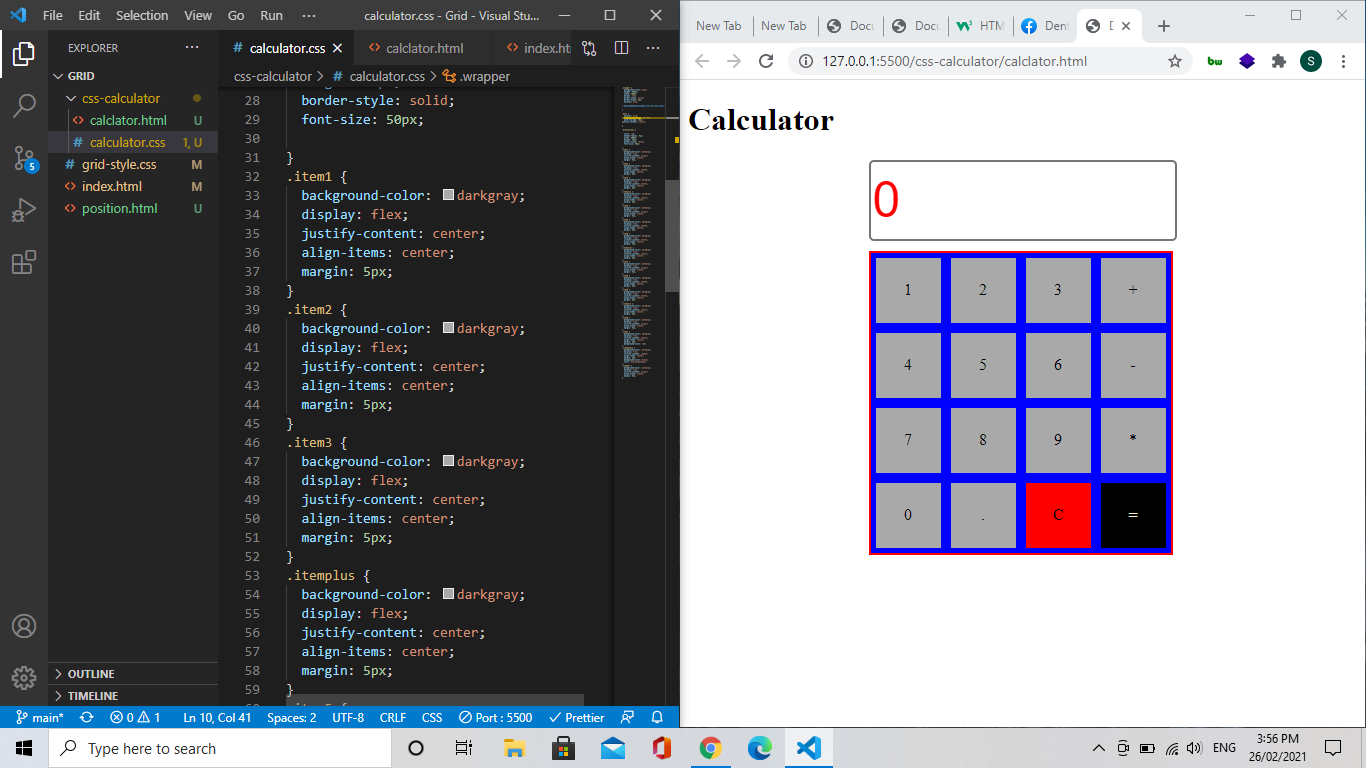 File Edit Selection View Go Run ··· calculator.css - Grid - Visual Stu...
EXPLORER ···
GRID
css-calculator
calclator.html U
calculator.css 1, U
grid-style.css M
index.html M
position.html U
OUTLINE
TIMELINE
5
# calculator.css calclator.html index.ht ···
css-calculator > # calculator.css > .wrapper
28 border-style: solid;
29 font-size: 50px;
30
31 }
32 .item1 {
33 background-color: darkgray;
34 display: flex;
35 justify-content: center;
36 align-items: center;
37 margin: 5px;
38 }
39 .item2 {
40 background-color: darkgray;
41 display: flex;
42 justify-content: center;
43 align-items: center;
44 margin: 5px;
45 }
46 .item3 {
47 background-color: darkgray;
48 display: flex;
49 justify-content: center;
50 align-items: center;
51 margin: 5px;
52 }
53 .itemplus {
54 background-color: darkgray;
55 display: flex;
56 justify-content: center;
57 align-items: center;
58 margin: 5px;
59 }
main* 0 1 Ln 10, Col 41 Spaces: 2 UTF-8 CRLF CSS Port : 5500 Prettier
New Tab New Tab Docu Docu HTM Dent D
127.0.0.1:5500/css-calculator/calclator.html bw S
Calculator
0
1 2 3 +
4 5 6 -
7 8 9 *
0 . C =
Type here to search
ENG
3:56 PM
26/02/2021